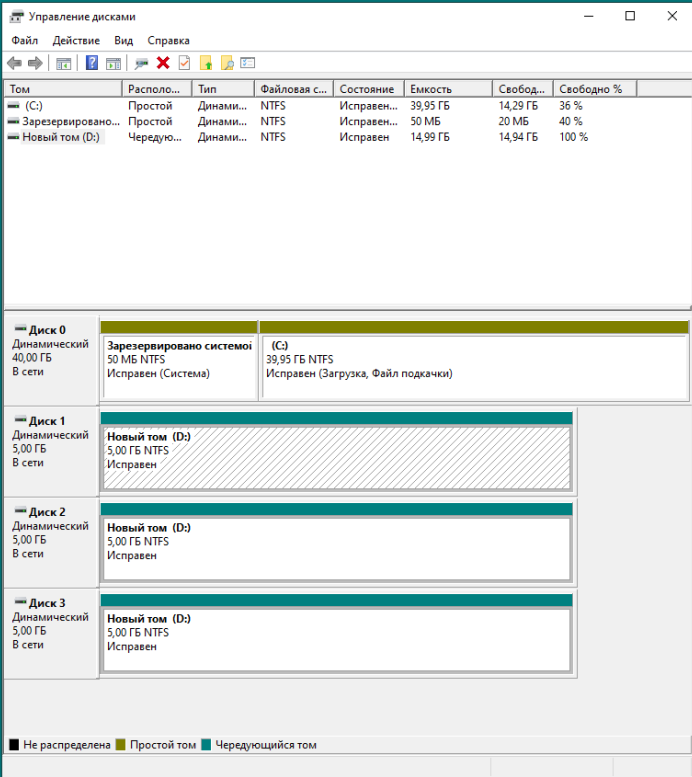 Управление дисками
Файл Действие Вид Справка
Том Располо... Тип Файловая с... Состояние Емкость Свобод... Свободно %
(C:) Простой Динами... NTFS Исправен... 39,95 ГБ 14,29 ГБ 36 %
Зарезервировано... Простой Динами... NTFS Исправен... 50 МБ 20 МБ 40 %
Новый том (D:) Чередую... Динами... NTFS Исправен 14,99 ГБ 14,94 ГБ 100 %
Диск 0
Динамический
40,00 ГБ
В сети
Зарезервировано системой
50 МБ NTFS
Исправен (Система)
(C:)
39,95 ГБ NTFS
Исправен (Загрузка, Файл подкачки)
Диск 1
Динамический
5,00 ГБ
В сети
Новый том (D:)
5,00 ГБ NTFS
Исправен
Диск 2
Динамический
5,00 ГБ
В сети
Новый том (D:)
5,00 ГБ NTFS
Исправен
Диск 3
Динамический
5,00 ГБ
В сети
Новый том (D:)
5,00 ГБ NTFS
Исправен
Не распределена Простой том Чередующийся том